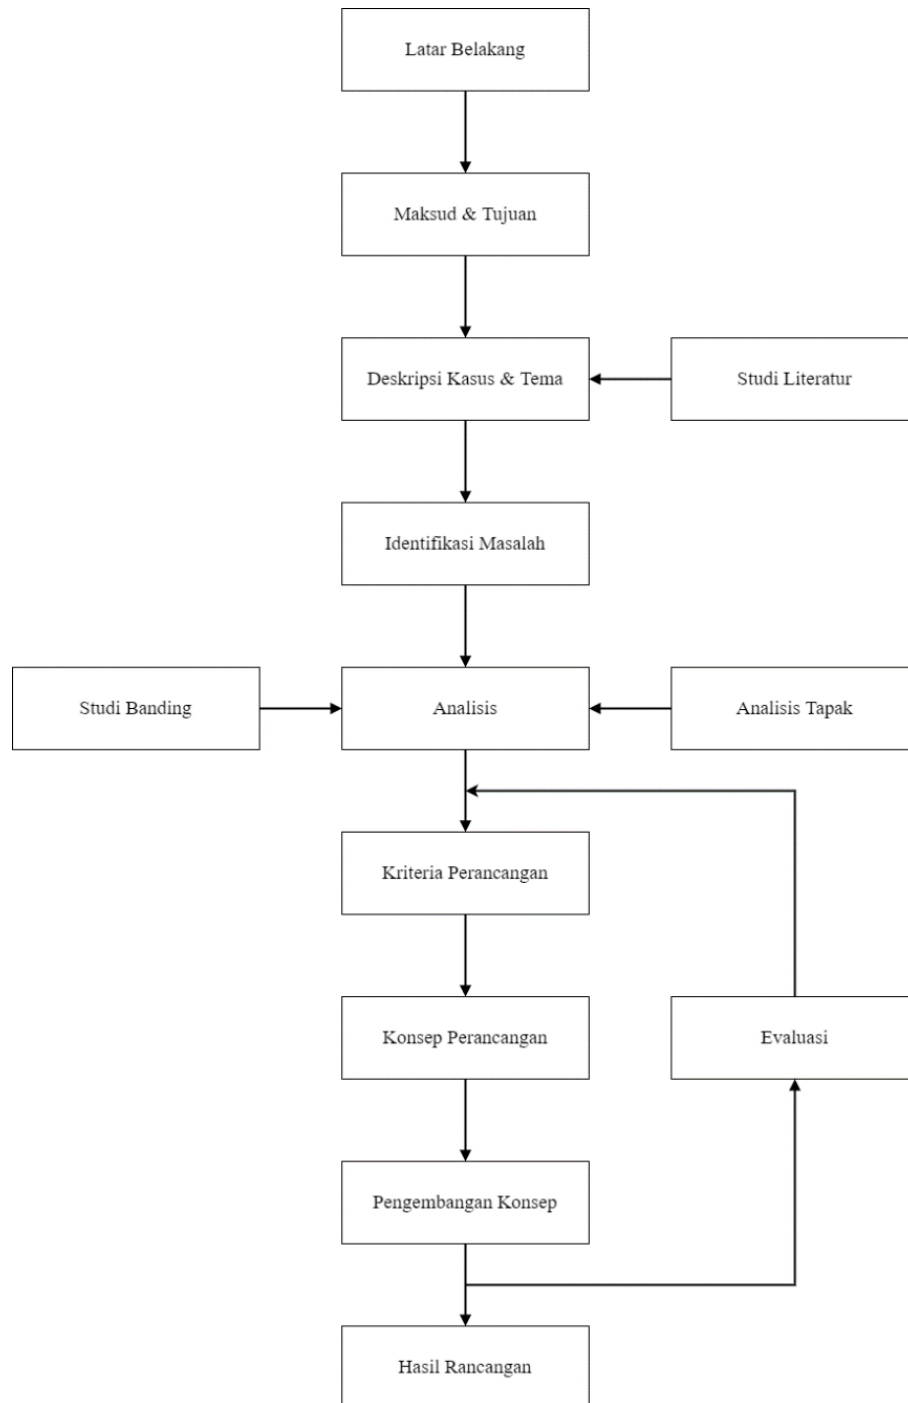 Latar Belakang
Maksud & Tujuan
Deskripsi Kasus & Tema
Studi Literatur
Identifikasi Masalah
Studi Banding
Analisis
Analisis Tapak
Kriteria Perancangan
Konsep Perancangan
Evaluasi
Pengembangan Konsep
Hasil Rancangan